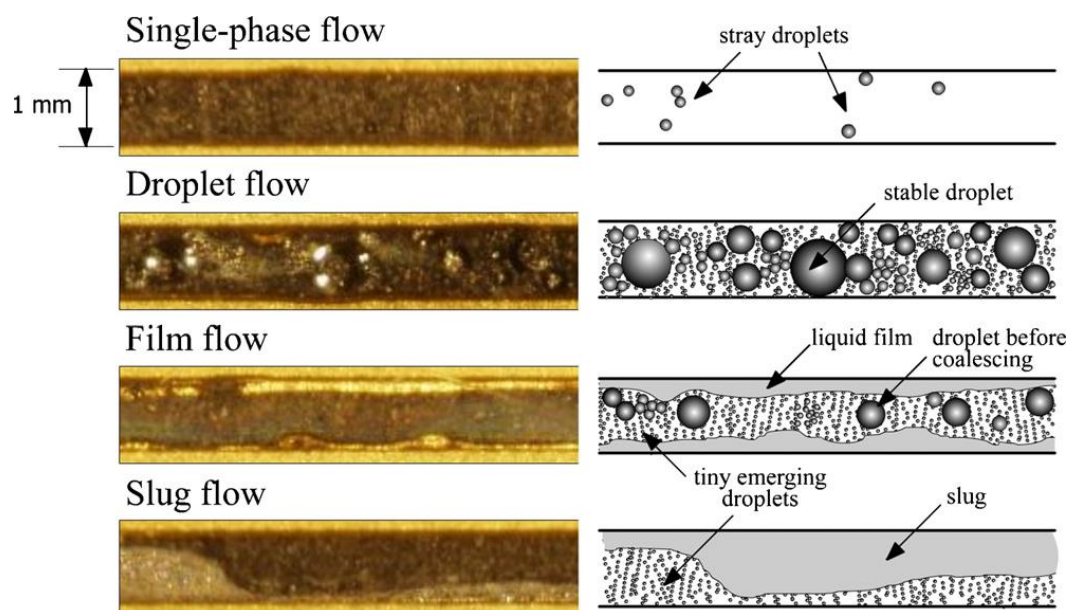 Single-phase flow
stray droplets
1 mm
Droplet flow
stable droplet
Film flow
liquid film
droplet before
coalescing
tiny emerging
droplets
Slug flow
slug